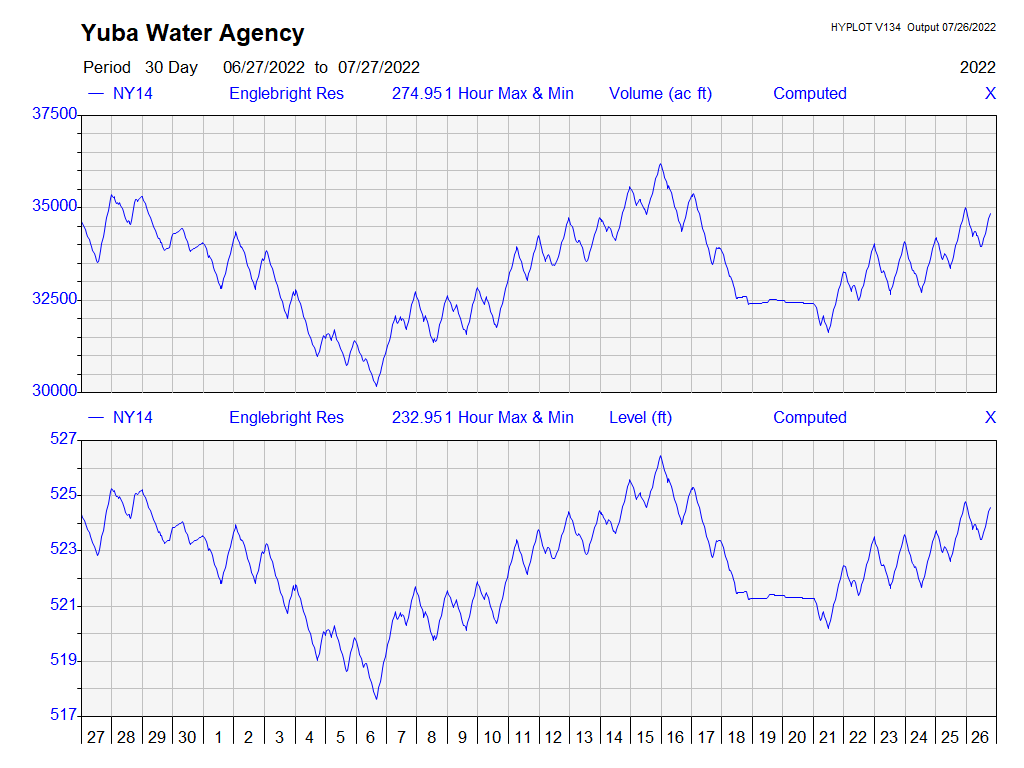 Yuba Water Agency
HYPLOT V134 Output 07/26/2022
Period 30 Day 06/27/2022 to 07/27/2022 2022
NY14 Englebright Res 274.951 Hour Max & Min Volume (ac ft) Computed X
37500
35000
32500
30000
NY14 Englebright Res 232.951 Hour Max & Min Level (ft) Computed X
527
525
523
521
519
517
27 28 29 30 1 2 3 4 5 6 7 8 9 10 11 12 13 14 15 16 17 18 19 20 21 22 23 24 25 26